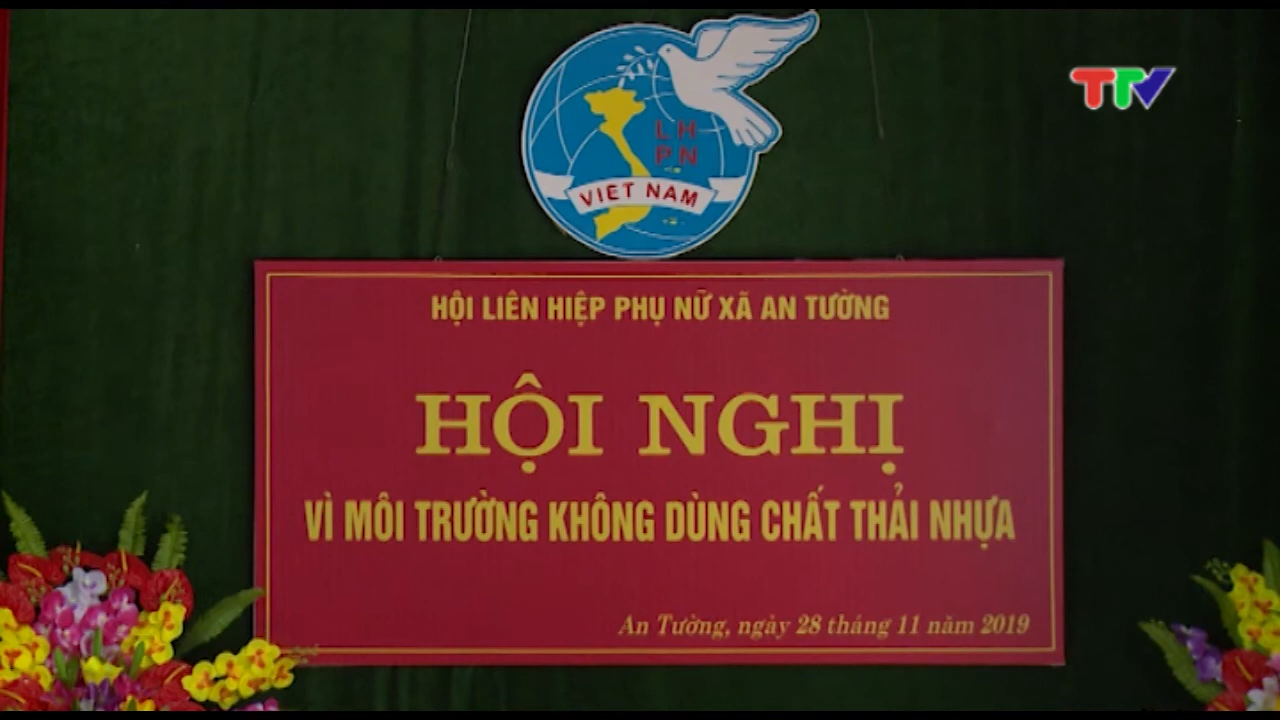 TTV
LH
PN
VIET NAM
HỘI LIÊN HIỆP PHỤ NỮ XÃ AN TƯỜNG
HỘI NGHỊ
VÌ MÔI TRƯỜNG KHÔNG DÙNG CHẤT THẢI NHỰA
An Tường, ngày 28 tháng 11 năm 2019